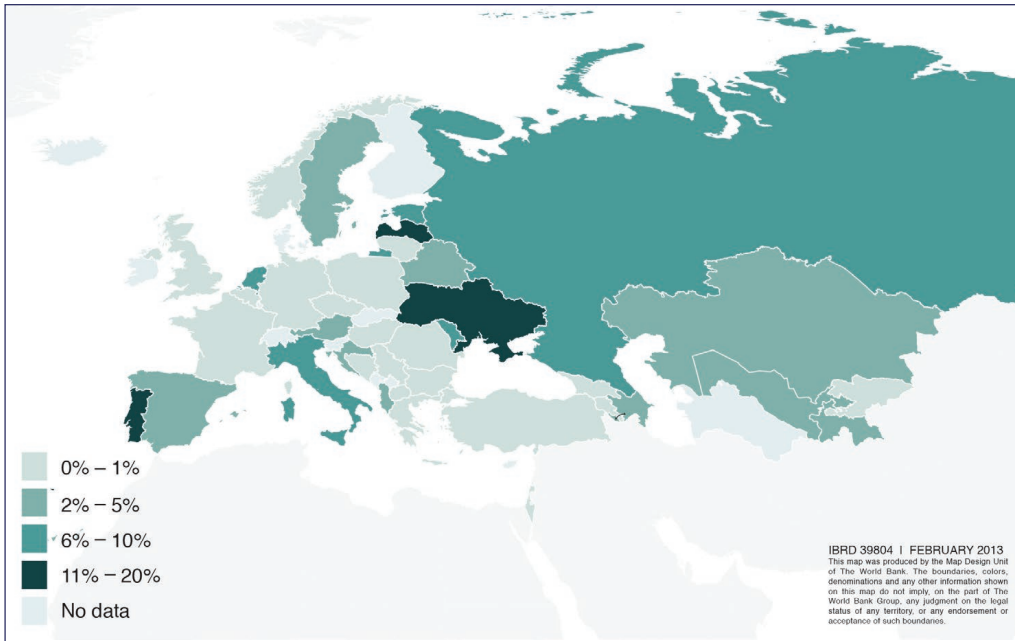 0% – 1%
2% – 5%
6% – 10%
11% – 20%
No data
IBRD 39804 | FEBRUARY 2013
This map was produced by the Map Design Unit
of The World Bank. The boundaries, colors,
denominations and any other information shown
on this map do not imply, on the part of The
World Bank Group, any judgment on the legal
status of any territory, or any endorsement or
acceptance of such boundaries.